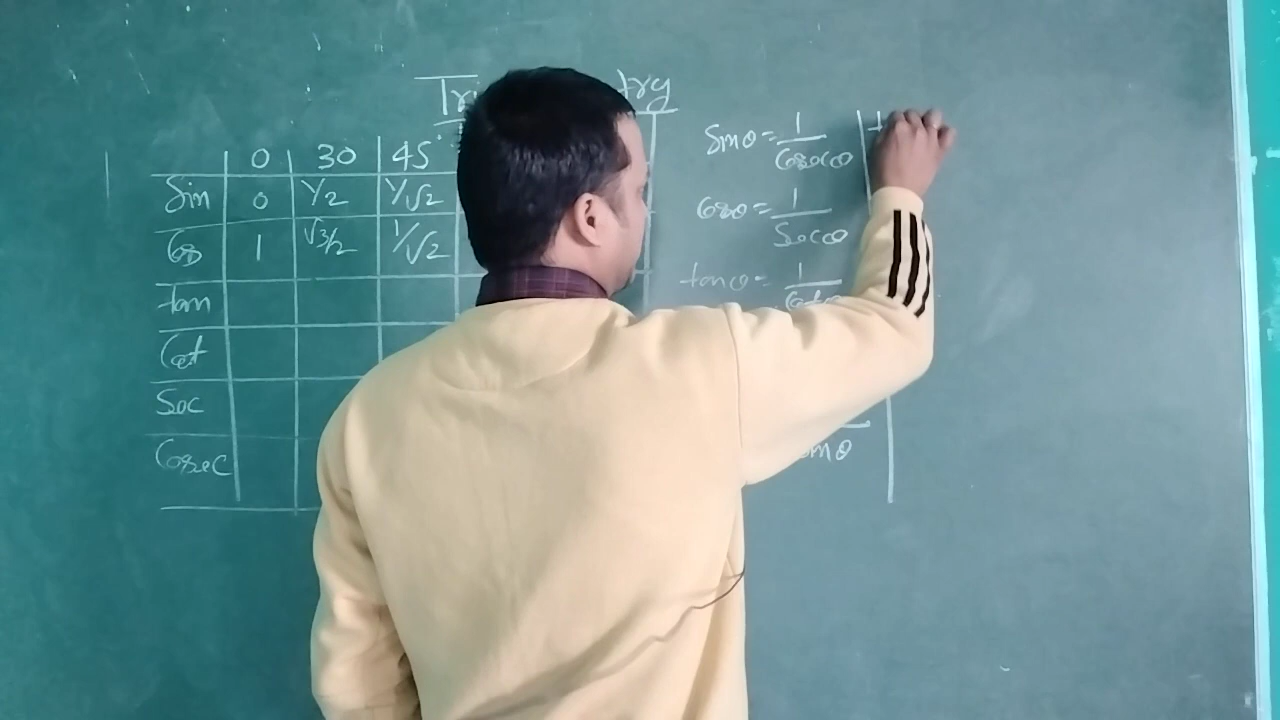 Tri try
0 30 45°
Sin 0 1/2 1/√2
Cos 1 √3/2 1/√2
tan
Cot
Sec
Cosec
Sinθ = 1/Cosecθ
Cosθ = 1/Secθ
tanθ = 1/Cotθ